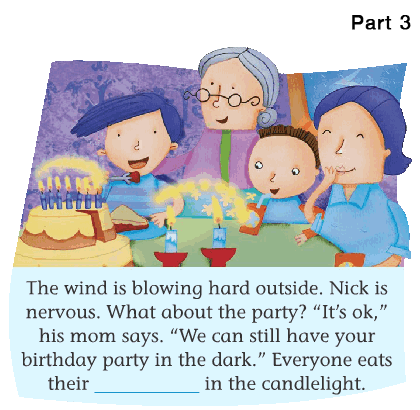 Part 3
The wind is blowing hard outside. Nick is
nervous. What about the party? “It’s ok,”
his mom says. “We can still have your
birthday party in the dark.” Everyone eats
their __________ in the candlelight.